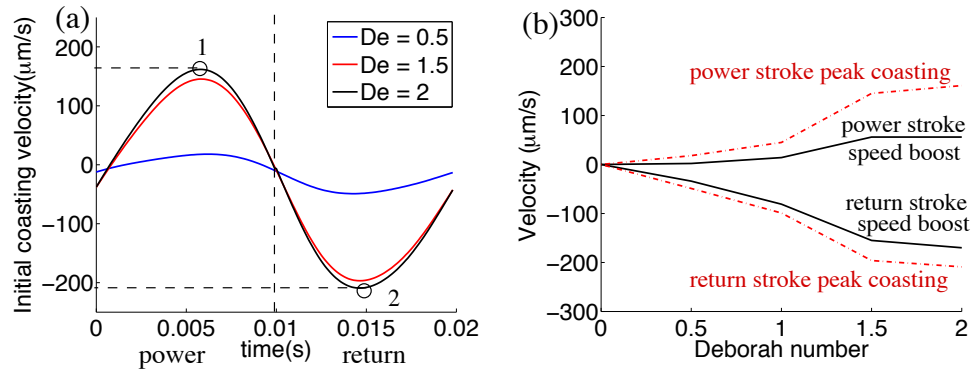 (a)
Initial coasting velocity(μm/s)
200
100
0
−100
−200
1
2
De = 0.5
De = 1.5
De = 2
0
0.005
0.01
0.015
0.02
power
time(s)
return
(b)
Velocity (μm/s)
300
200
100
0
−100
−200
−300
power stroke peak coasting
power stroke
speed boost
return stroke
speed boost
return stroke peak coasting
0
0.5
1
1.5
2
Deborah number